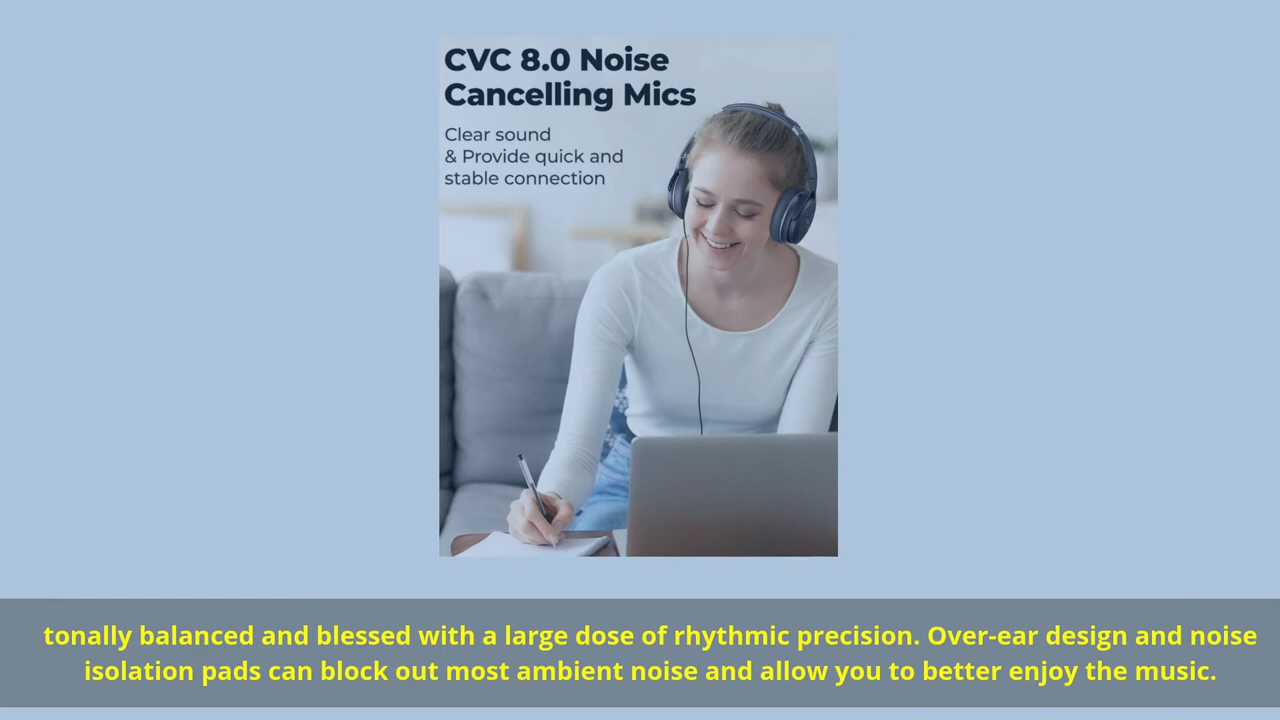 CVC 8.0 Noise
Cancelling Mics
Clear sound
& Provide quick and
stable connection
tonally balanced and blessed with a large dose of rhythmic precision. Over-ear design and noise
isolation pads can block out most ambient noise and allow you to better enjoy the music.